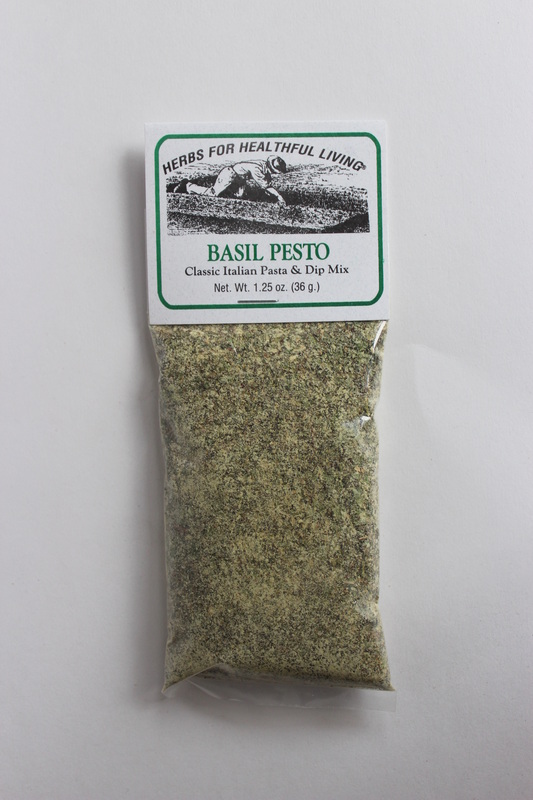 HERBS FOR HEALTHFUL LIVING®
BASIL PESTO
Classic Italian Pasta & Dip Mix
Net. Wt. 1.25 oz. (36 g.)